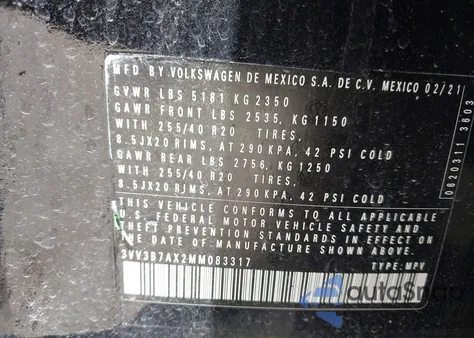 MFD BY VOLKSWAGEN DE MEXICO S.A. DE C.V. MEXICO 02/21
GVWR LBS 5181 KG 2350
GAWR FRONT LBS 2535, KG 1150
WITH 255/40 R20 TIRES,
8.5JX20 RIMS, AT 290 KPA, 42 PSI COLD
GAWR REAR LBS 2756, KG 1250
WITH 255/40 R20 TIRES,
8.5JX20 RIMS, AT 290 KPA, 42 PSI COLD
THIS VEHICLE CONFORMS TO ALL APPLICABLE
U.S. FEDERAL MOTOR VEHICLE SAFETY AND
THEFT PREVENTION STANDARDS IN EFFECT ON THE
DATE OF MANUFACTURE SHOWN ABOVE.
3VV3B7AX2MM083317
TYPE: MPV
0620311 3603
autoSnap